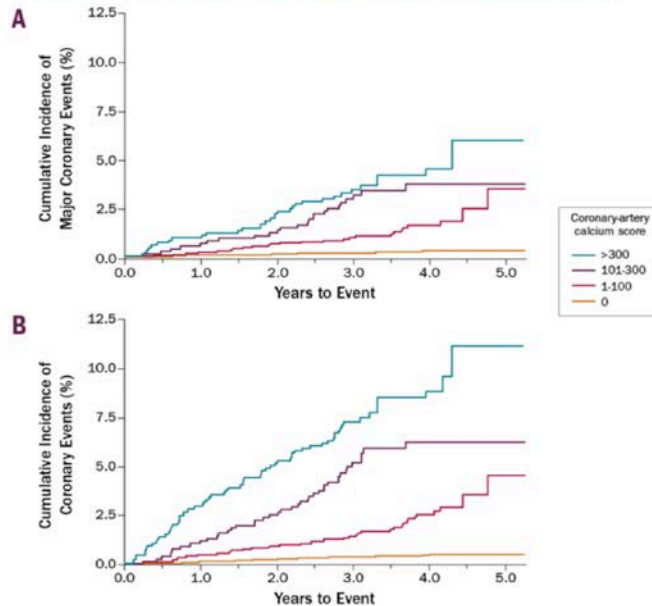 A
Cumulative Incidence of
Major Coronary Events (%)
12.5
10.0
7.5
5.0
2.5
0.0
0.0 1.0 2.0 3.0 4.0 5.0
Years to Event
Coronary-artery
calcium score
>300
101-300
1-100
0
B
Cumulative Incidence of
Coronary Events (%)
12.5
10.0
7.5
5.0
2.5
0.0
0.0 1.0 2.0 3.0 4.0 5.0
Years to Event